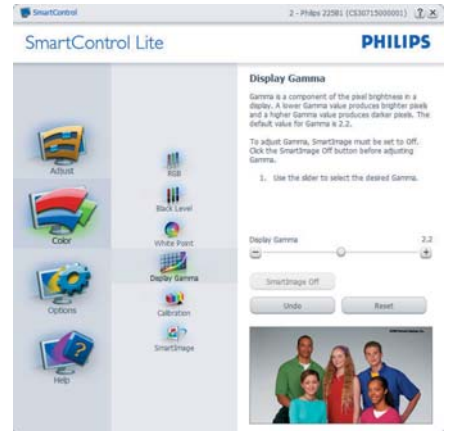 SmartControl
2 - Philips 225B1 (CS30715000001)
SmartControl Lite
PHILIPS
Adjust
Color
Options
Help
RGB
Black Level
White Point
Display Gamma
Calibration
SmartImage
Display Gamma
Gamma is a component of the pixel brightness in a
display. A lower Gamma value produces brighter pixels
and a higher Gamma value produces darker pixels. The
default value for Gamma is 2.2.
To adjust Gamma, SmartImage must be set to Off.
Click the SmartImage Off button before adjusting
Gamma.
1. Use the slider to select the desired Gamma.
Display Gamma 2.2
SmartImage Off
Undo
Reset